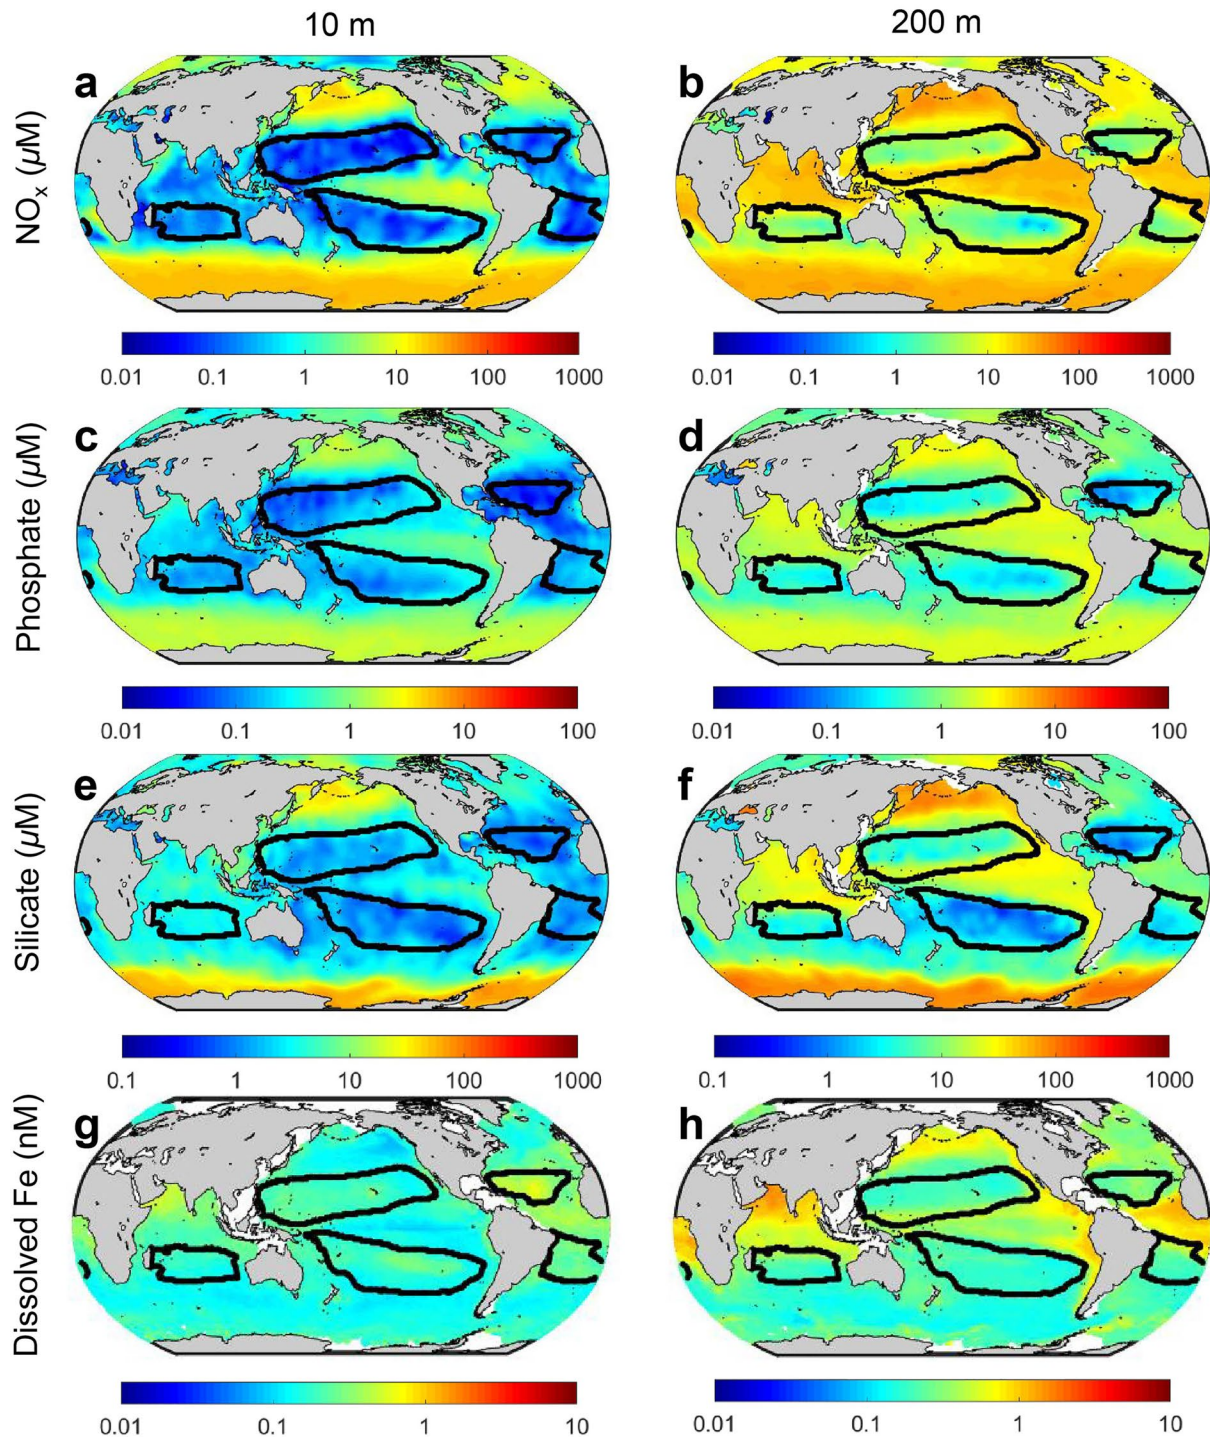 10 m 200 m
a b
NOx (μM)
0.01 0.1 1 10 100 1000 0.01 0.1 1 10 100 1000
c d
Phosphate (μM)
0.01 0.1 1 10 100 0.01 0.1 1 10 100
e f
Silicate (μM)
0.1 1 10 100 1000 0.1 1 10 100 1000
g h
Dissolved Fe (nM)
0.01 0.1 1 10 0.01 0.1 1 10